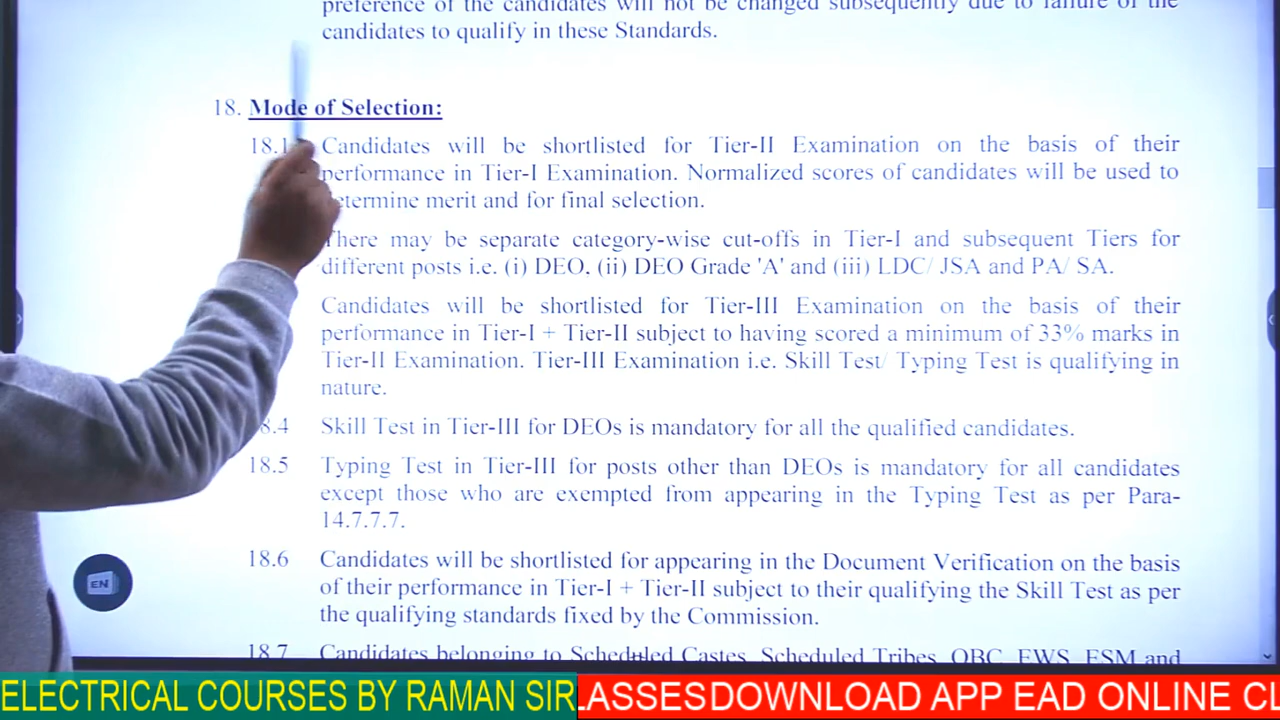 preference of the candidates will not be changed subsequently due to failure of the
candidates to qualify in these Standards.
18. Mode of Selection:
18.1 Candidates will be shortlisted for Tier-II Examination on the basis of their
performance in Tier-I Examination. Normalized scores of candidates will be used to
determine merit and for final selection.
There may be separate category-wise cut-offs in Tier-I and subsequent Tiers for
different posts i.e. (i) DEO, (ii) DEO Grade 'A' and (iii) LDC/ JSA and PA/ SA.
Candidates will be shortlisted for Tier-III Examination on the basis of their
performance in Tier-I + Tier-II subject to having scored a minimum of 33% marks in
Tier-II Examination. Tier-III Examination i.e. Skill Test/ Typing Test is qualifying in
nature.
8.4 Skill Test in Tier-III for DEOs is mandatory for all the qualified candidates.
18.5 Typing Test in Tier-III for posts other than DEOs is mandatory for all candidates
except those who are exempted from appearing in the Typing Test as per Para-
14.7.7.7.
18.6 Candidates will be shortlisted for appearing in the Document Verification on the basis
of their performance in Tier-I + Tier-II subject to their qualifying the Skill Test as per
the qualifying standards fixed by the Commission.
18.7 Candidates belonging to Scheduled Castes, Scheduled Tribes, OBC, EWS, ESM and
EN
ELECTRICAL COURSES BY RAMAN SIR
LASSESDOWNLOAD APP EAD ONLINE CL